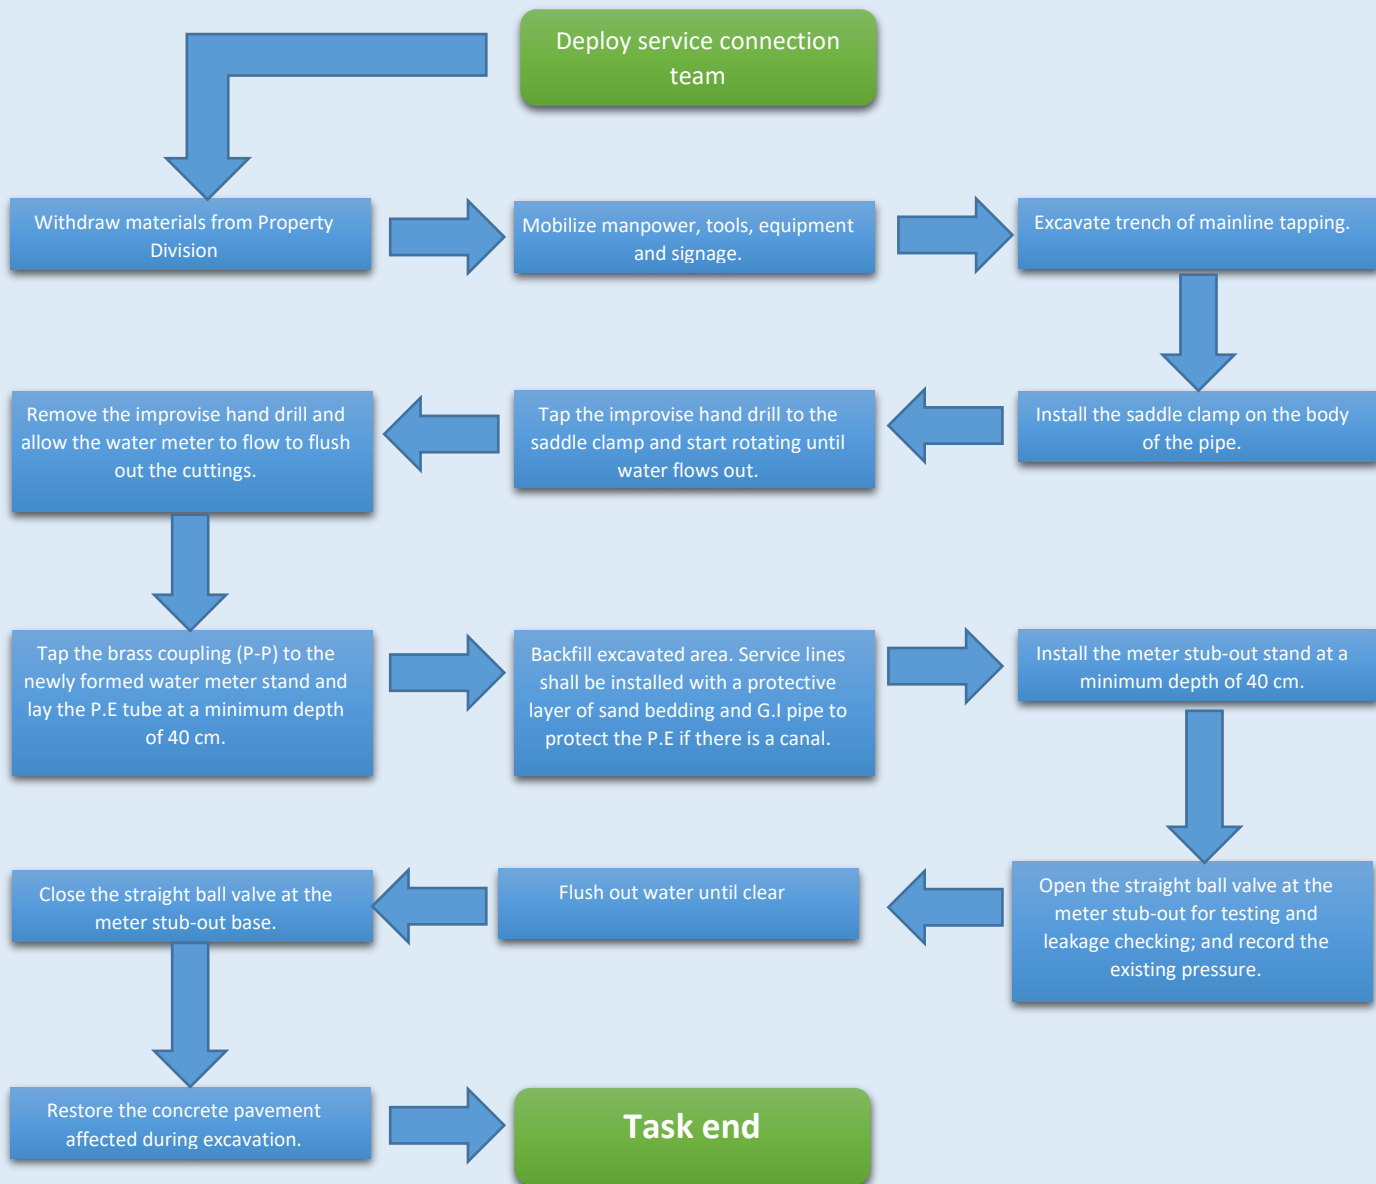 Deploy service connection
team
Withdraw materials from Property
Division
Mobilize manpower, tools, equipment
and signage.
Excavate trench of mainline tapping.
Install the saddle clamp on the body
of the pipe.
Tap the improvise hand drill to the
saddle clamp and start rotating until
water flows out.
Remove the improvise hand drill and
allow the water meter to flow to flush
out the cuttings.
Tap the brass coupling (P-P) to the
newly formed water meter stand and
lay the P.E tube at a minimum depth
of 40 cm.
Backfill excavated area. Service lines
shall be installed with a protective
layer of sand bedding and G.I pipe to
protect the P.E if there is a canal.
Install the meter stub-out stand at a
minimum depth of 40 cm.
Open the straight ball valve at the
meter stub-out for testing and
leakage checking; and record the
existing pressure.
Flush out water until clear
Close the straight ball valve at the
meter stub-out base.
Restore the concrete pavement
affected during excavation.
Task end